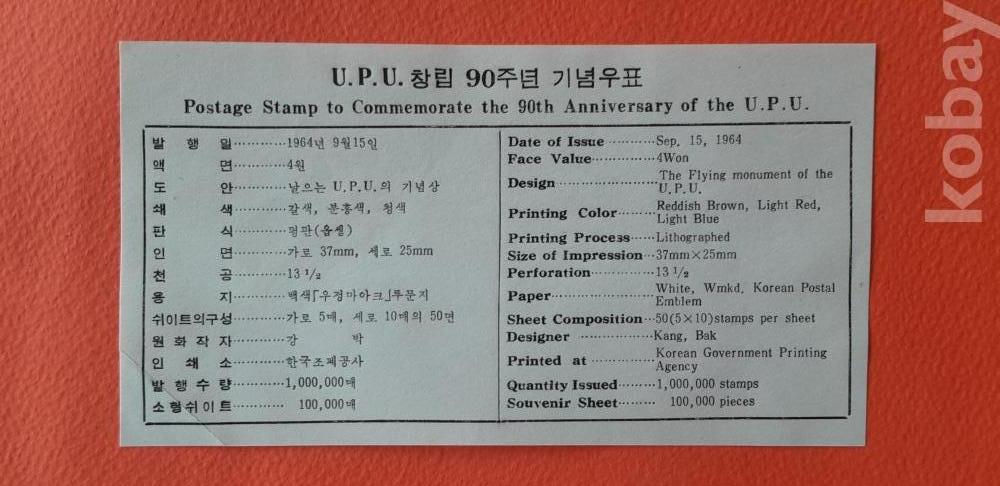 U.P.U. 창립 90주년 기념우표
Postage Stamp to Commemorate the 90th Anniversary of the U.P.U.
발 행 일············1964년 9월15일
액 면············4원
도 안············날으는 U.P.U.의 기념상
쇄 색············갈색, 분홍색, 청색
판 식············평판(옵셑)
인 면············가로 37mm, 세로 25mm
천 공············13 1/2
용 지············백색「우정마아크」투문지
쉬이트의구성············가로 5매, 세로 10매의 50면
원 화 작 자············강 박
인 쇄 소············한국조폐공사
발 행 수 량············1,000,000매
소형쉬이트············ 100,000매
Date of Issue ··········Sep. 15, 1964
Face Value·············4Won
Design ······················The Flying monument of the
U.P.U.
Printing Color········Reddish Brown, Light Red,
Light Blue
Printing Process·····Lithographed
Size of Impression···37mm×25mm
Perforation·············13 1/2
Paper······················White, Wmkd. Korean Postal
Emblem
Sheet Composition···50(5×10)stamps per sheet
Designer ················Kang, Bak
Printed at ··············Korean Government Printing
Agency
Quantity Issued········1,000,000 stamps
Souvenir Sheet········ 100,000 pieces
kobay